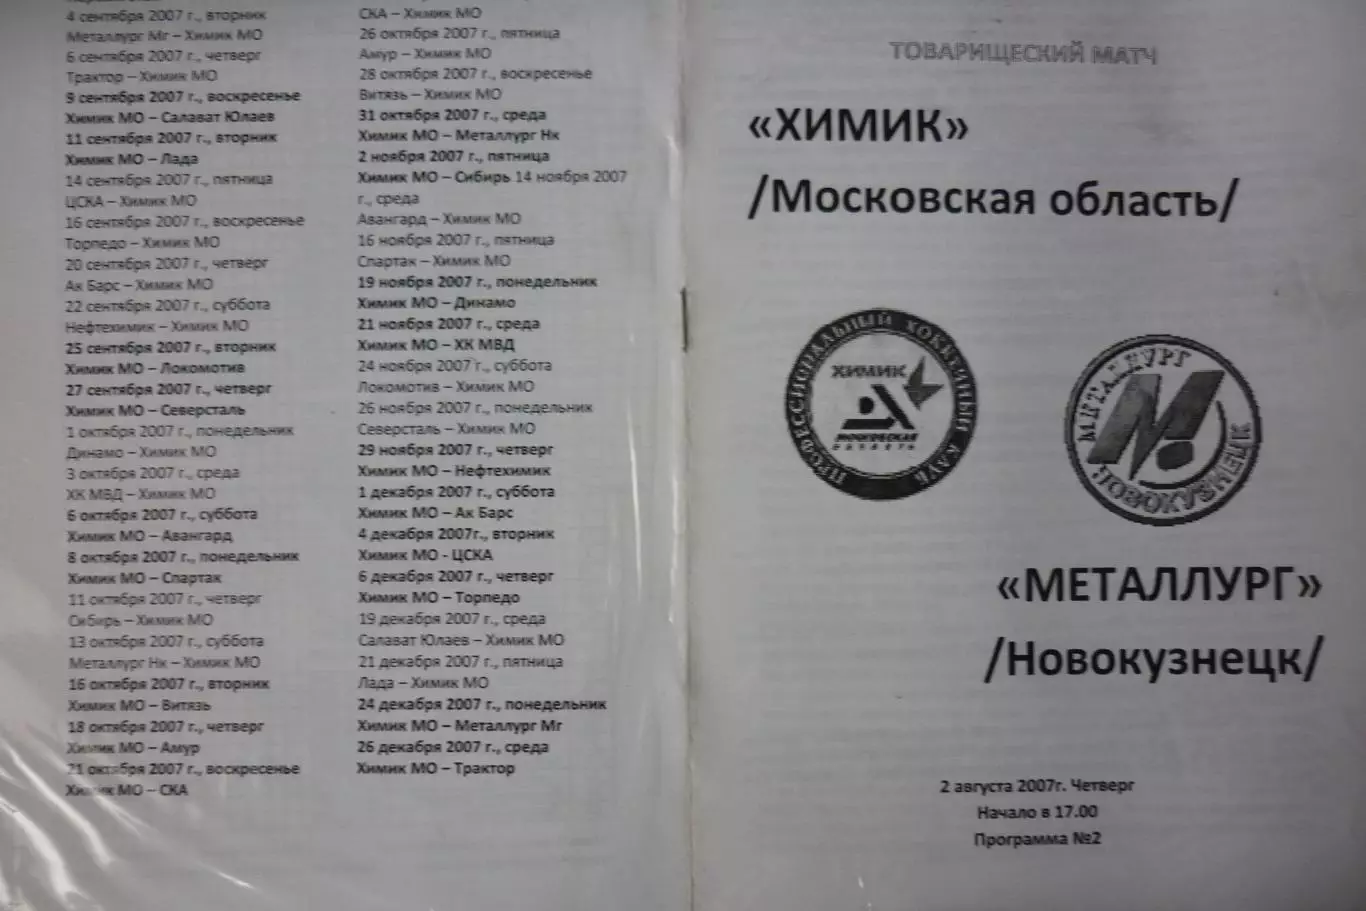 4 сентября 2007 г., вторник
Металлург Мг – Химик МО
6 сентября 2007 г., четверг
Трактор – Химик МО
9 сентября 2007 г., воскресенье
Химик МО – Салават Юлаев
11 сентября 2007 г., вторник
Химик МО – Лада
14 сентября 2007 г., пятница
ЦСКА – Химик МО
16 сентября 2007 г., воскресенье
Торпедо – Химик МО
20 сентября 2007 г., четверг
Ак Барс – Химик МО
22 сентября 2007 г., суббота
Нефтехимик – Химик МО
25 сентября 2007 г., вторник
Химик МО – Локомотив
27 сентября 2007 г., четверг
Химик МО – Северсталь
1 октября 2007 г., понедельник
Динамо – Химик МО
3 октября 2007 г., среда
ХК МВД – Химик МО
6 октября 2007 г., суббота
Химик МО – Авангард
8 октября 2007 г., понедельник
Химик МО – Спартак
11 октября 2007 г., четверг
Сибирь – Химик МО
13 октября 2007 г., суббота
Металлург Нк – Химик МО
16 октября 2007 г., вторник
Химик МО – Витязь
18 октября 2007 г., четверг
Химик МО – Амур
21 октября 2007 г., воскресенье
Химик МО – СКА
СКА – Химик МО
26 октября 2007 г., пятница
Амур – Химик МО
28 октября 2007 г., воскресенье
Витязь – Химик МО
31 октября 2007 г., среда
Химик МО – Металлург Нк
2 ноября 2007 г., пятница
Химик МО – Сибирь 14 ноября 2007
г., среда
Авангард – Химик МО
16 ноября 2007 г., пятница
Спартак – Химик МО
19 ноября 2007 г., понедельник
Химик МО – Динамо
21 ноября 2007 г., среда
Химик МО – ХК МВД
24 ноября 2007 г., суббота
Локомотив – Химик МО
26 ноября 2007 г., понедельник
Северсталь – Химик МО
29 ноября 2007 г., четверг
Химик МО – Нефтехимик
1 декабря 2007 г., суббота
Химик МО – Ак Барс
4 декабря 2007г., вторник
Химик МО - ЦСКА
6 декабря 2007 г., четверг
Химик МО – Торпедо
19 декабря 2007 г., среда
Салават Юлаев – Химик МО
21 декабря 2007 г., пятница
Лада – Химик МО
24 декабря 2007 г., понедельник
Химик МО – Металлург Мг
26 декабря 2007 г., среда
Химик МО – Трактор
ТОВАРИЩЕСКИЙ МАТЧ
«ХИМИК»
/Московская область/
ПРОФЕССИОНАЛЬНЫЙ ХОККЕЙНЫЙ КЛУБ
ХИМИК
МОСКОВСКАЯ
ОБЛАСТЬ
МЕТАЛЛУРГ
НОВОКУЗНЕЦК
«МЕТАЛЛУРГ»
/Новокузнецк/
2 августа 2007г. Четверг
Начало в 17.00
Программа №2